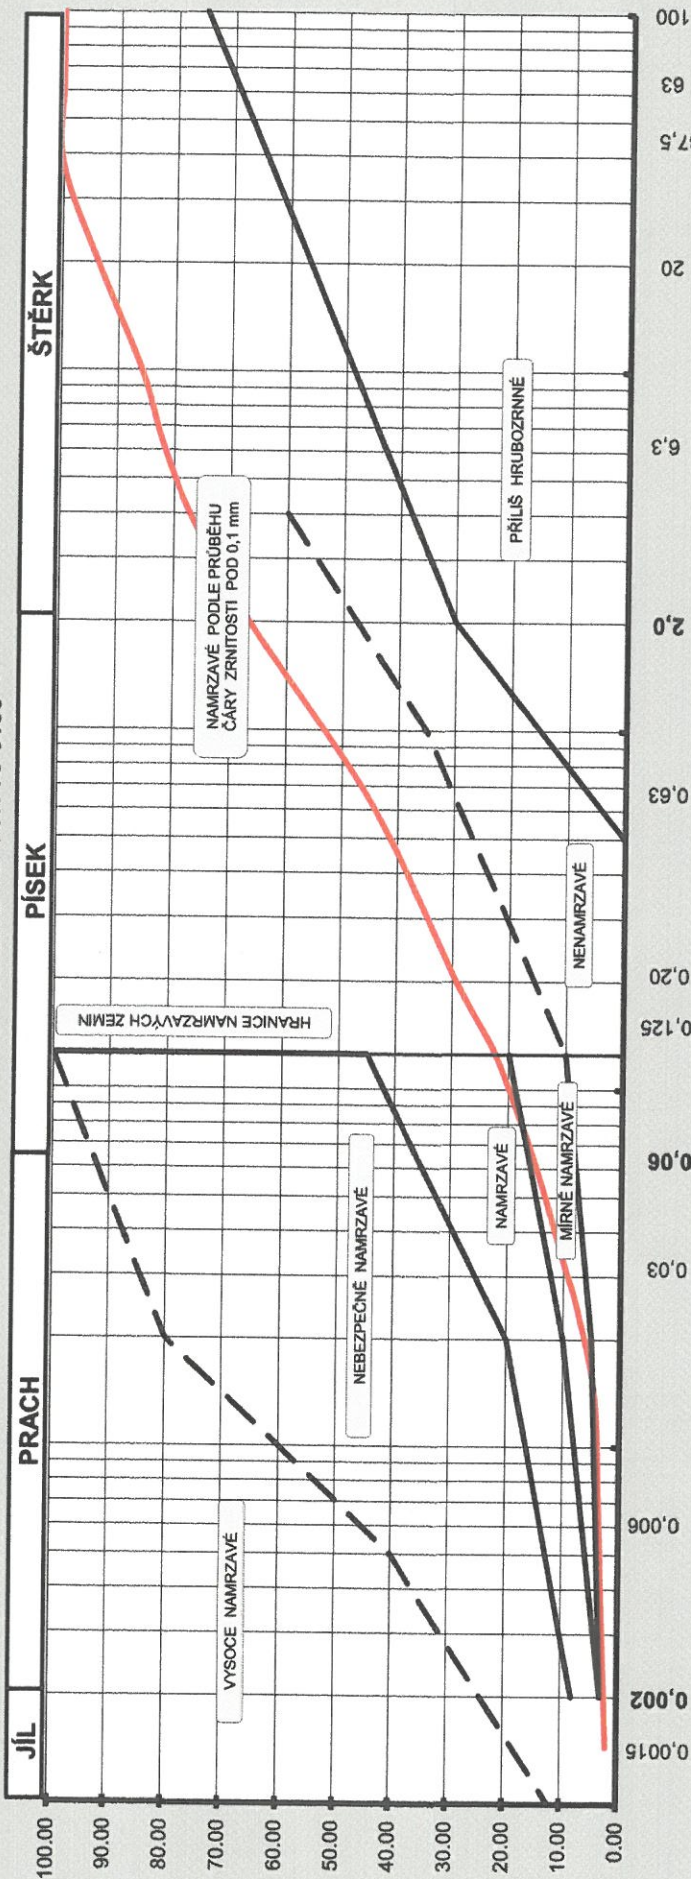 JÍL
PRACH
PÍSEK
ŠTĚRK
100.00
90.00
80.00
70.00
60.00
50.00
40.00
30.00
20.00
10.00
0.00
VYSOCE NAMRZAVÉ
NEBEZPEČNĚ NAMRZAVÉ
NAMRZAVÉ
MÍRNĚ NAMRZAVÉ
HRANICE NAMRZAVÝCH ZEMIN
NENAMRZAVÉ
NAMRZAVÉ PODLE PRŮBĚHU
ČÁRY ZRNITOSTI POD 0,1 mm
PŘÍLIŠ HRUBOZRNNÉ
0,0015
0,002
0,006
0,03
0,06
0,125
0,20
0,63
2,0
6,3
20
63
100